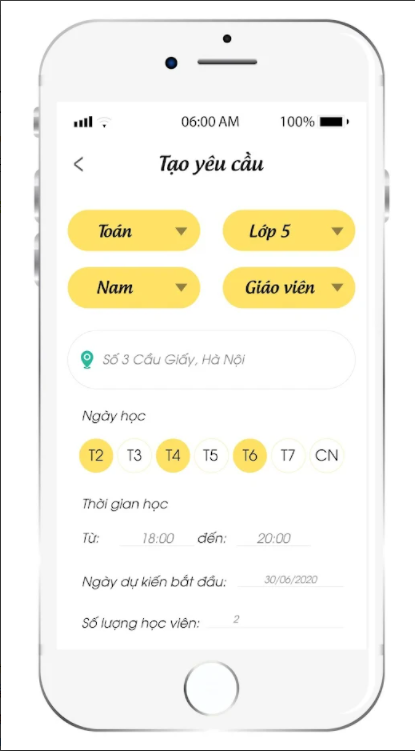 06:00 AM 100%
Tạo yêu cầu
Toán Lớp 5
Nam Giáo viên
Số 3 Cầu Giấy, Hà Nội
Ngày học
T2 T3 T4 T5 T6 T7 CN
Thời gian học
Từ: 18:00 đến: 20:00
Ngày dự kiến bắt đầu: 30/06/2020
Số lượng học viên: 2